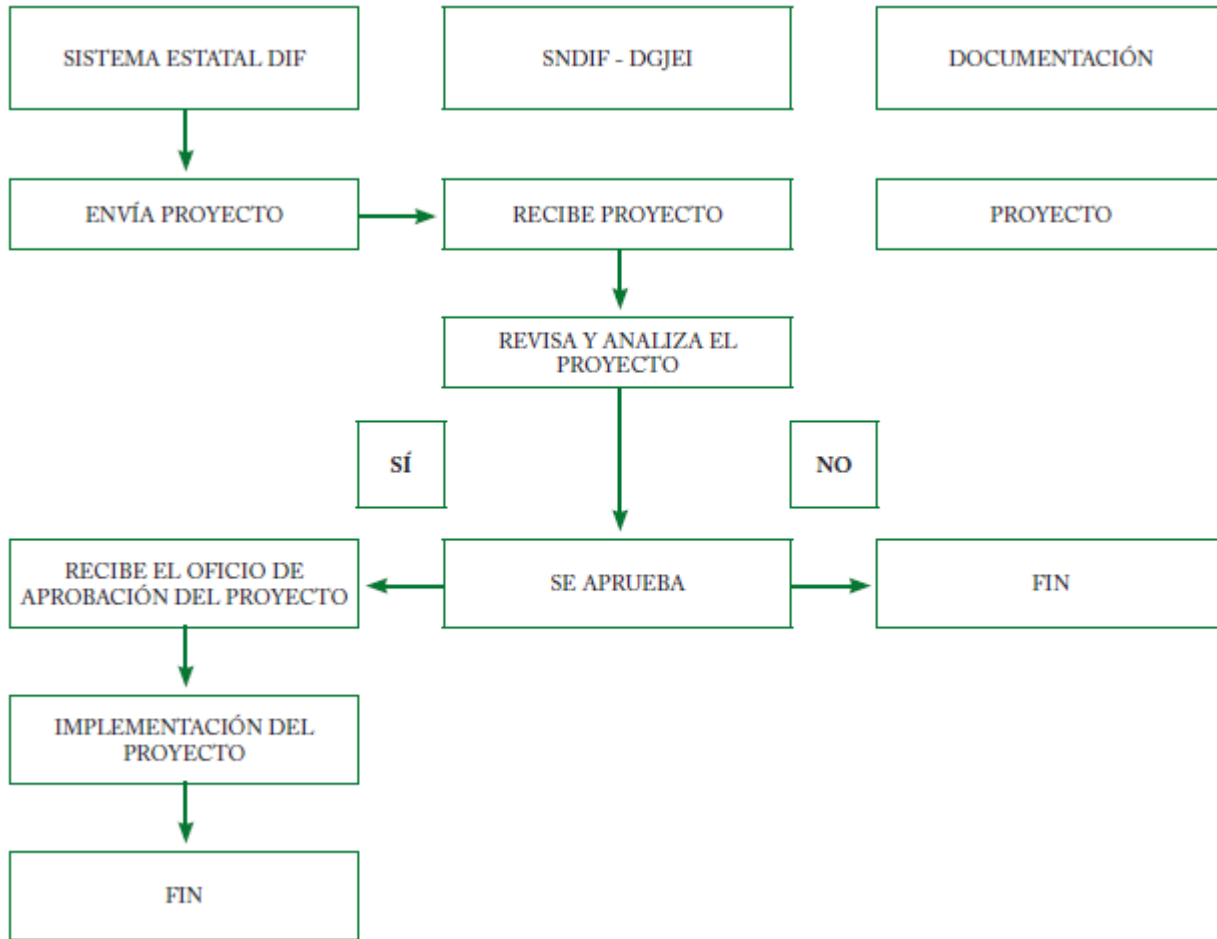 SISTEMA ESTATAL DIF
SNDIF - DGJEI
DOCUMENTACIÓN
ENVÍA PROYECTO
RECIBE PROYECTO
PROYECTO
REVISA Y ANALIZA EL
PROYECTO
SÍ
NO
RECIBE EL OFICIO DE
APROBACIÓN DEL PROYECTO
SE APRUEBA
FIN
IMPLEMENTACIÓN DEL
PROYECTO
FIN